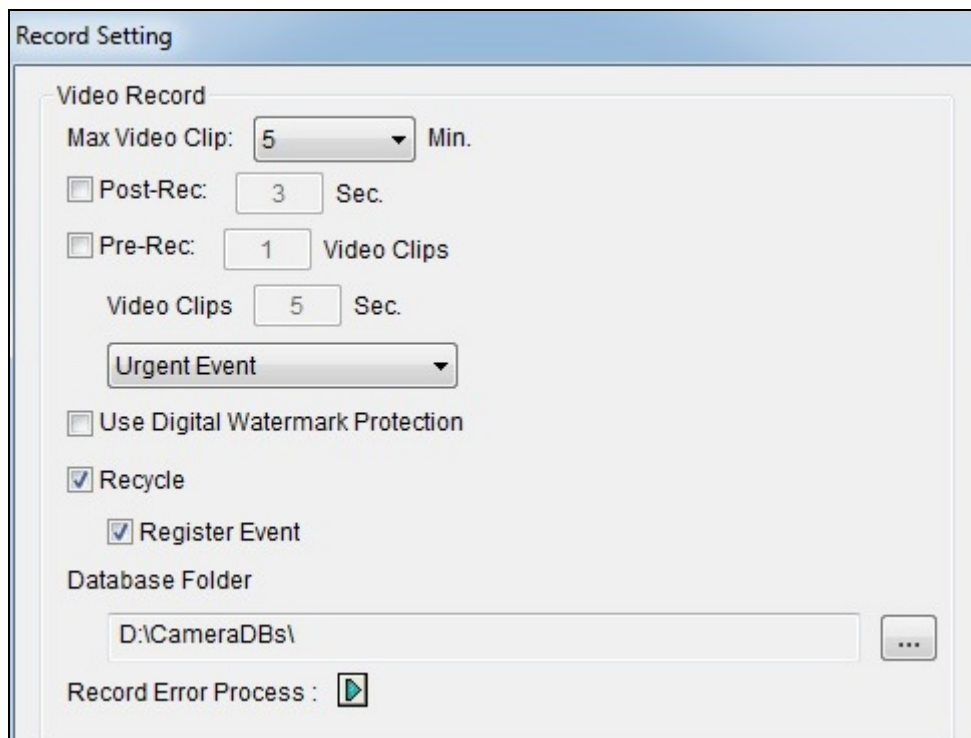 Record Setting
Video Record
Max Video Clip: 5 Min.
Post-Rec: 3 Sec.
Pre-Rec: 1 Video Clips
Video Clips 5 Sec.
Urgent Event
Use Digital Watermark Protection
Recycle
Register Event
Database Folder
D:\CameraDBs\ ...
Record Error Process :